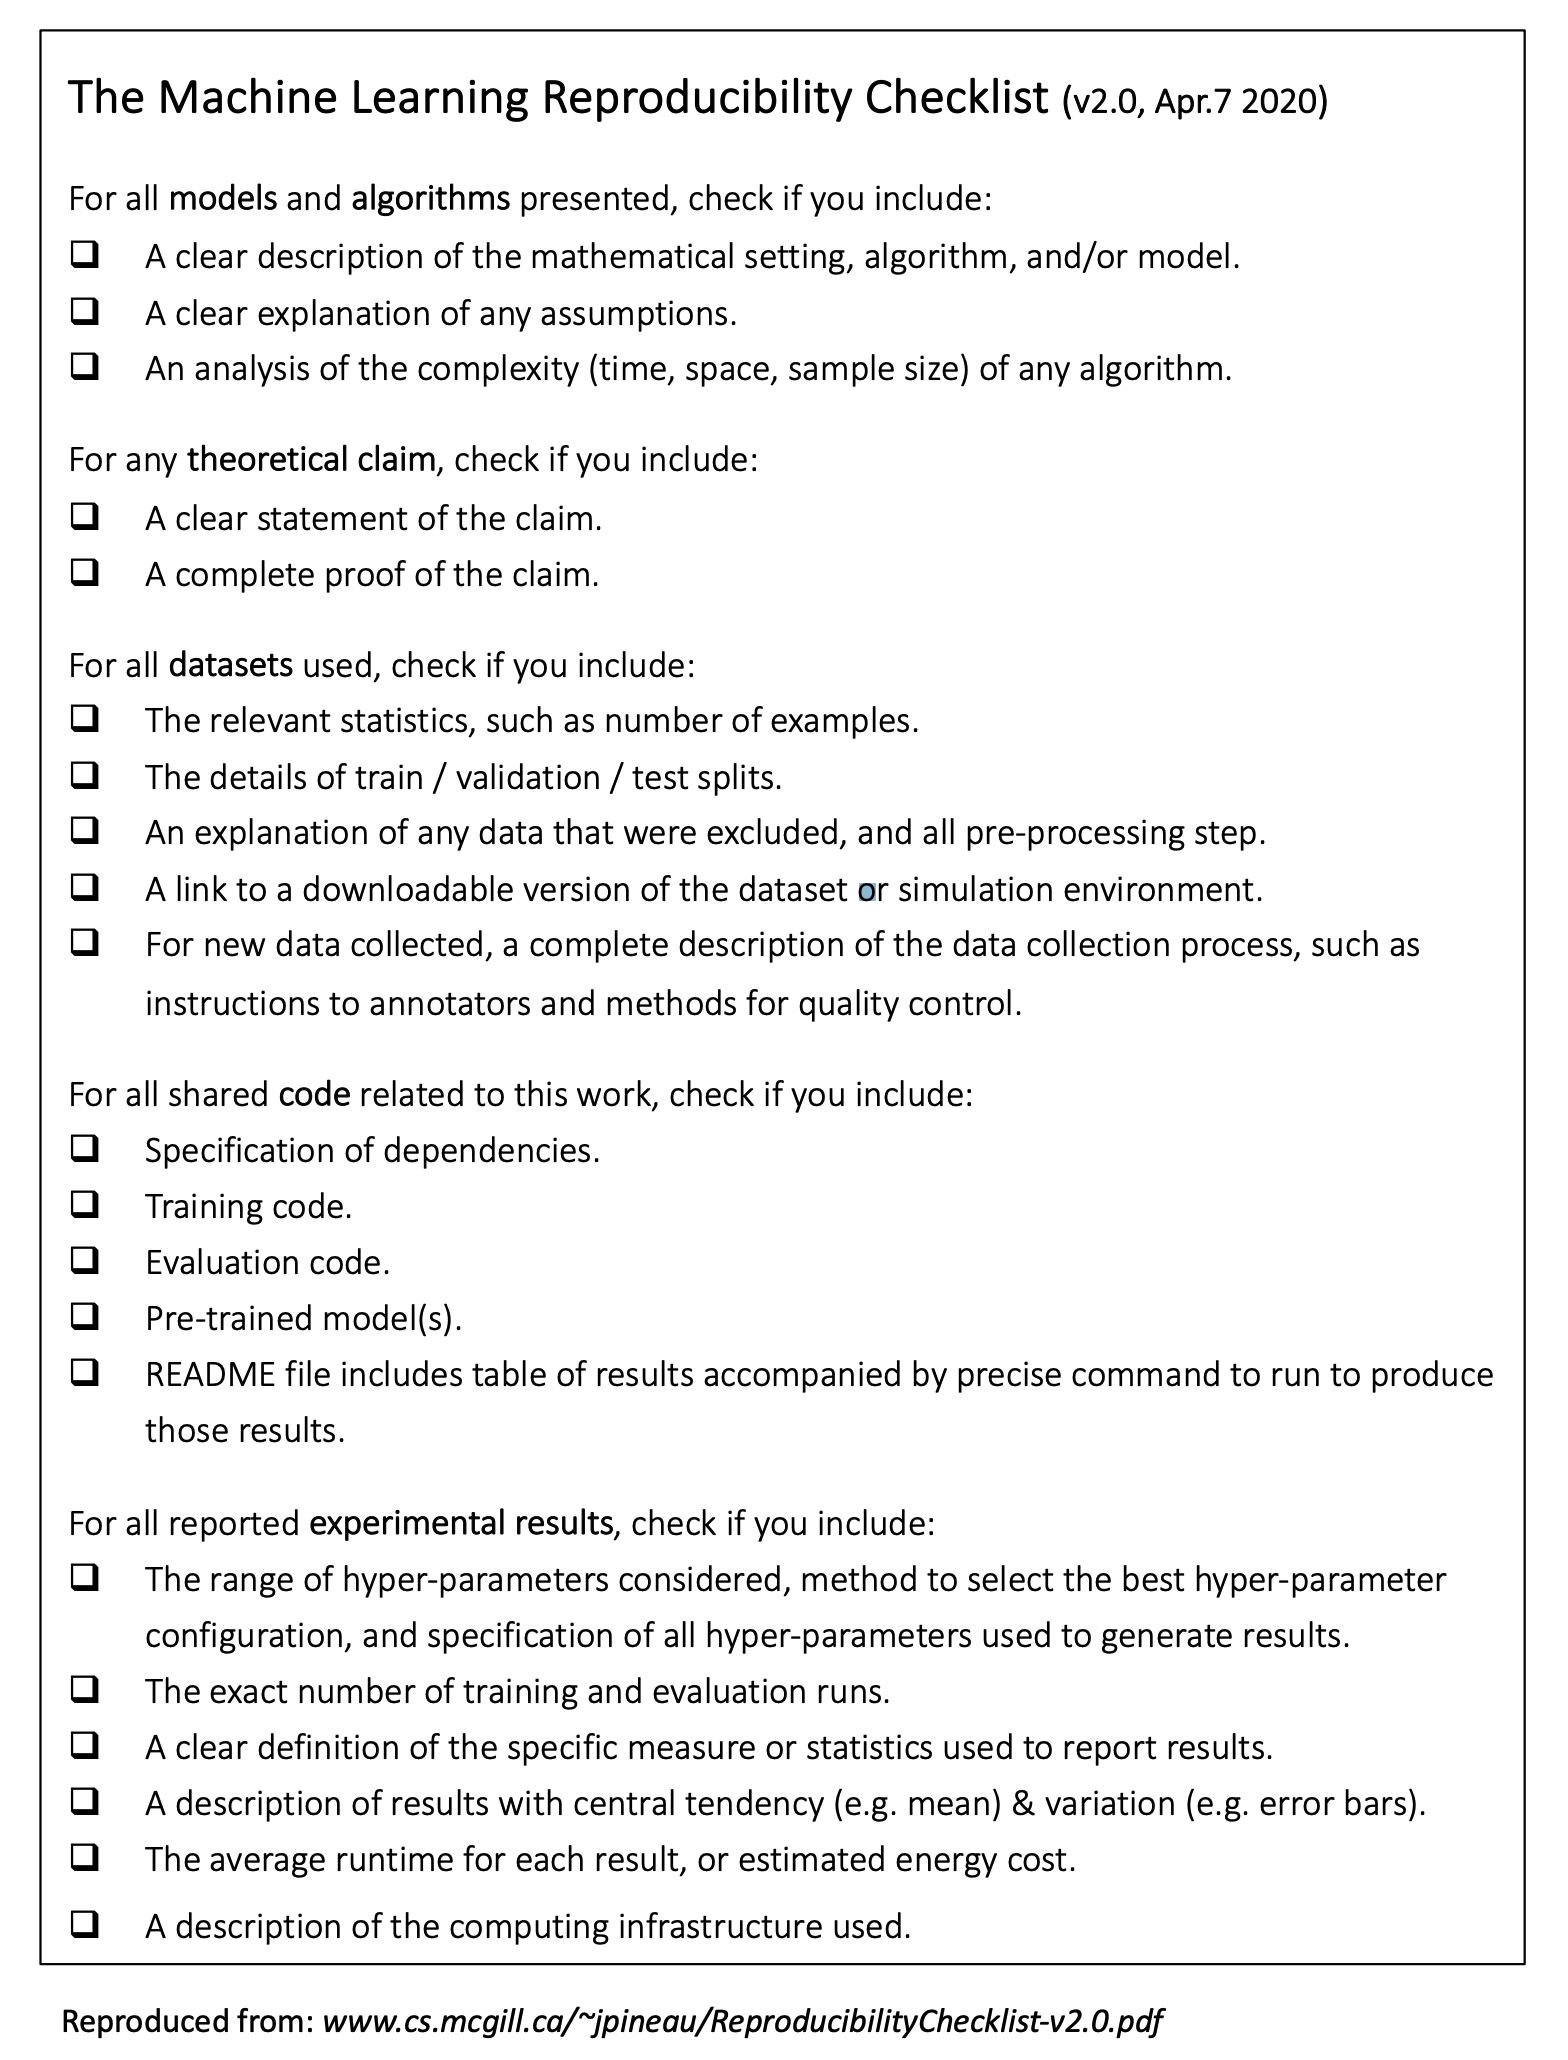 The Machine Learning Reproducibility Checklist (v2.0, Apr.7 2020)
For all models and algorithms presented, check if you include:
❑ A clear description of the mathematical setting, algorithm, and/or model.
❑ A clear explanation of any assumptions.
❑ An analysis of the complexity (time, space, sample size) of any algorithm.
For any theoretical claim, check if you include:
❑ A clear statement of the claim.
❑ A complete proof of the claim.
For all datasets used, check if you include:
❑ The relevant statistics, such as number of examples.
❑ The details of train / validation / test splits.
❑ An explanation of any data that were excluded, and all pre-processing step.
❑ A link to a downloadable version of the dataset or simulation environment.
❑ For new data collected, a complete description of the data collection process, such as
instructions to annotators and methods for quality control.
For all shared code related to this work, check if you include:
❑ Specification of dependencies.
❑ Training code.
❑ Evaluation code.
❑ Pre-trained model(s).
❑ README file includes table of results accompanied by precise command to run to produce
those results.
For all reported experimental results, check if you include:
❑ The range of hyper-parameters considered, method to select the best hyper-parameter
configuration, and specification of all hyper-parameters used to generate results.
❑ The exact number of training and evaluation runs.
❑ A clear definition of the specific measure or statistics used to report results.
❑ A description of results with central tendency (e.g. mean) & variation (e.g. error bars).
❑ The average runtime for each result, or estimated energy cost.
❑ A description of the computing infrastructure used.
Reproduced from: www.cs.mcgill.ca/~jpineau/ReproducibilityChecklist-v2.0.pdf